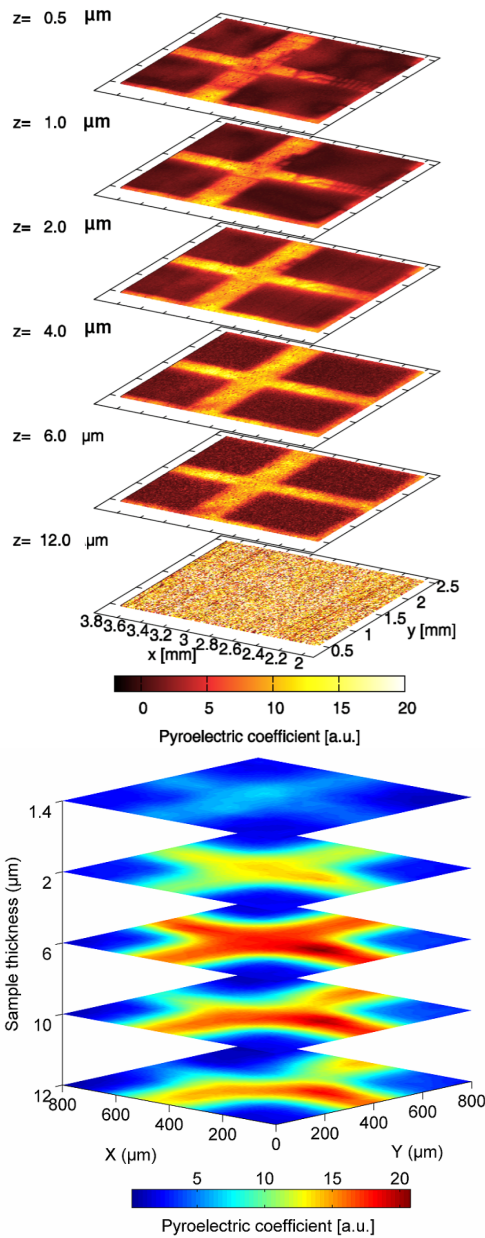 z= 0.5 µm
z= 1.0 µm
z= 2.0 µm
z= 4.0 µm
z= 6.0 µm
z= 12.0 µm
3.8 3.6 3.4 3.2 3 2.8 2.6 2.4 2.2 2
x [mm]
0.5 1 1.5 2 2.5
y [mm]
0 5 10 15 20
Pyroelectric coefficient [a.u.]
Sample thickness (µm)
1.4
2
6
10
12
800 600 400 200 0
X (µm)
200 400 600 800
Y (µm)
5 10 15 20
Pyroelectric coefficient [a.u.]